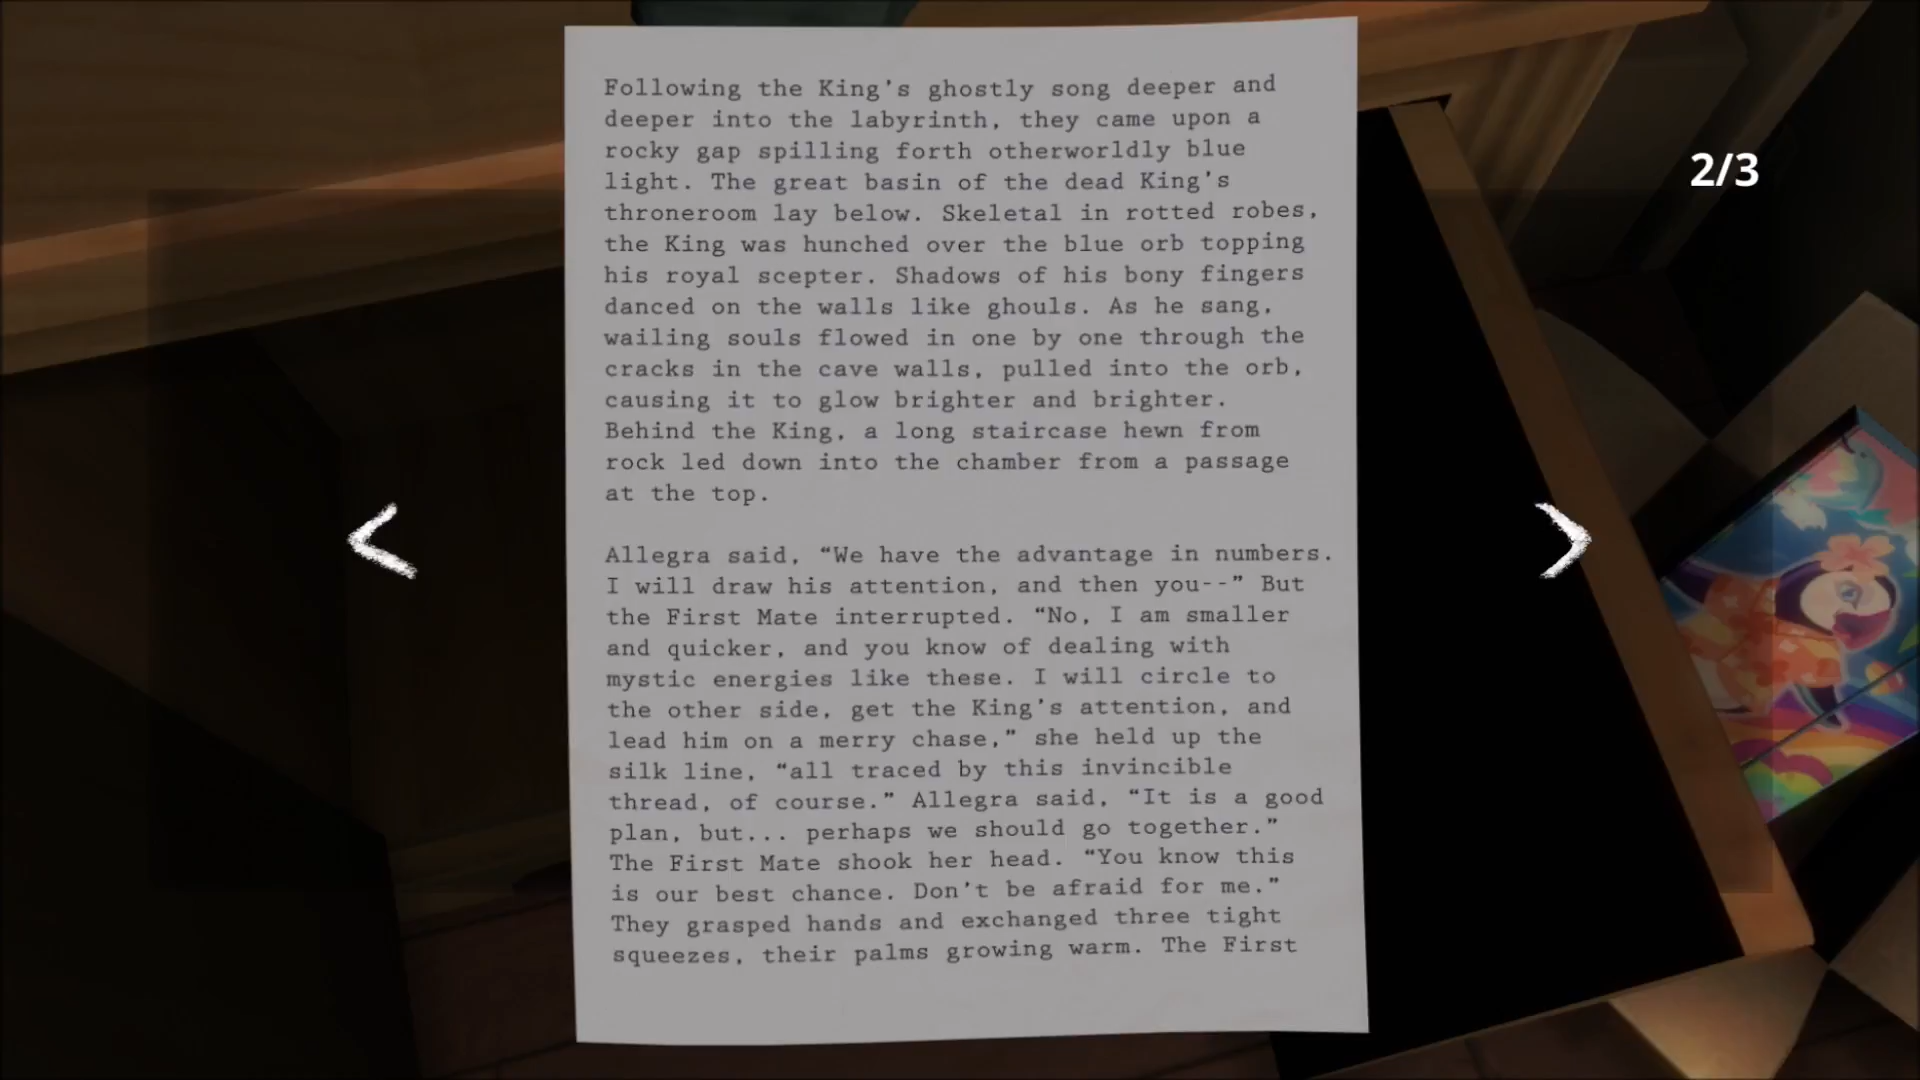 Following the King's ghostly song deeper and
deeper into the labyrinth, they came upon a
rocky gap spilling forth otherworldly blue
light. The great basin of the dead King's
throneroom lay below. Skeletal in rotted robes,
the King was hunched over the blue orb topping
his royal scepter. Shadows of his bony fingers
danced on the walls like ghouls. As he sang,
wailing souls flowed in one by one through the
cracks in the cave walls, pulled into the orb,
causing it to glow brighter and brighter.
Behind the King, a long staircase hewn from
rock led down into the chamber from a passage
at the top.
Allegra said, “We have the advantage in numbers.
I will draw his attention, and then you--” But
the First Mate interrupted. “No, I am smaller
and quicker, and you know of dealing with
mystic energies like these. I will circle to
the other side, get the King's attention, and
lead him on a merry chase,” she held up the
silk line, “all traced by this invincible
thread, of course.” Allegra said, “It is a good
plan, but... perhaps we should go together.”
The First Mate shook her head. “You know this
is our best chance. Don't be afraid for me.”
They grasped hands and exchanged three tight
squeezes, their palms growing warm. The First
2/3